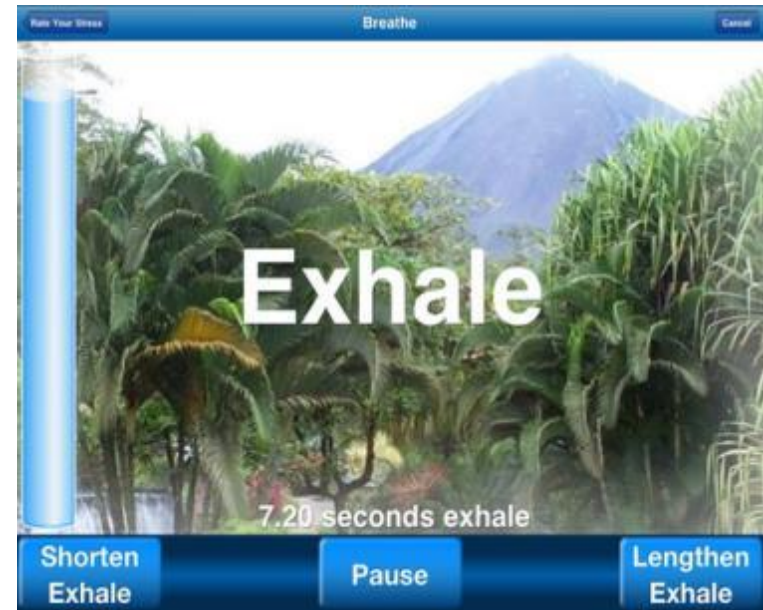 Rate Your Stress
Breathe
Cancel
Exhale
7.20 seconds exhale
Shorten
Exhale
Pause
Lengthen
Exhale